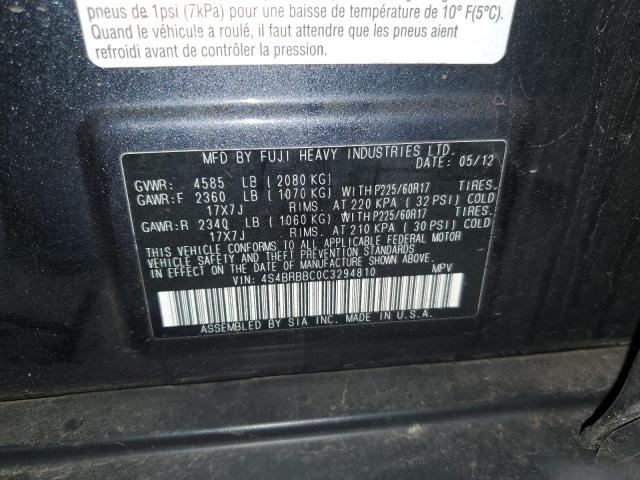 pneus de 1psi (7kPa) pour une baisse de température de 10° F(5°C).
Quand le véhicule a roulé, il faut attendre que les pneus aient
refroidi avant de contrôler la pression.
MFD BY FUJI HEAVY INDUSTRIES LTD.
DATE: 05/12
GVWR: 4585 LB (2080 KG)
GAWR:F 2360 LB (1070 KG) WITH P225/60R17 TIRES.
17X7J RIMS. AT 220 KPA (32 PSI) COLD
GAWR:R 2340 LB (1060 KG) WITH P225/60R17 TIRES.
17X7J RIMS. AT 210 KPA (30 PSI) COLD
THIS VEHICLE CONFORMS TO ALL APPLICABLE FEDERAL MOTOR
VEHICLE SAFETY AND THEFT PREVENTION STANDARDS IN EFFECT
ON THE DATE OF MANUFACTURE SHOWN ABOVE.
VIN: 4S4BRBBC0C3294810 MPV
ASSEMBLED BY SIA INC. MADE IN U.S.A.